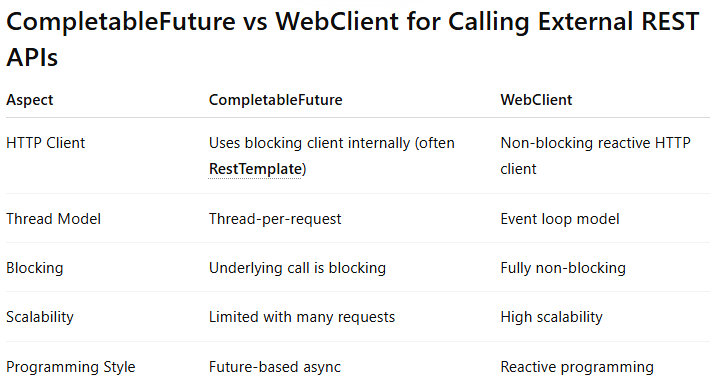 CompletableFuture vs WebClient for Calling External REST
APIs
Aspect CompletableFuture WebClient
HTTP Client Uses blocking client internally (often Non-blocking reactive HTTP
RestTemplate) client
Thread Model Thread-per-request Event loop model
Blocking Underlying call is blocking Fully non-blocking
Scalability Limited with many requests High scalability
Programming Style Future-based async Reactive programming